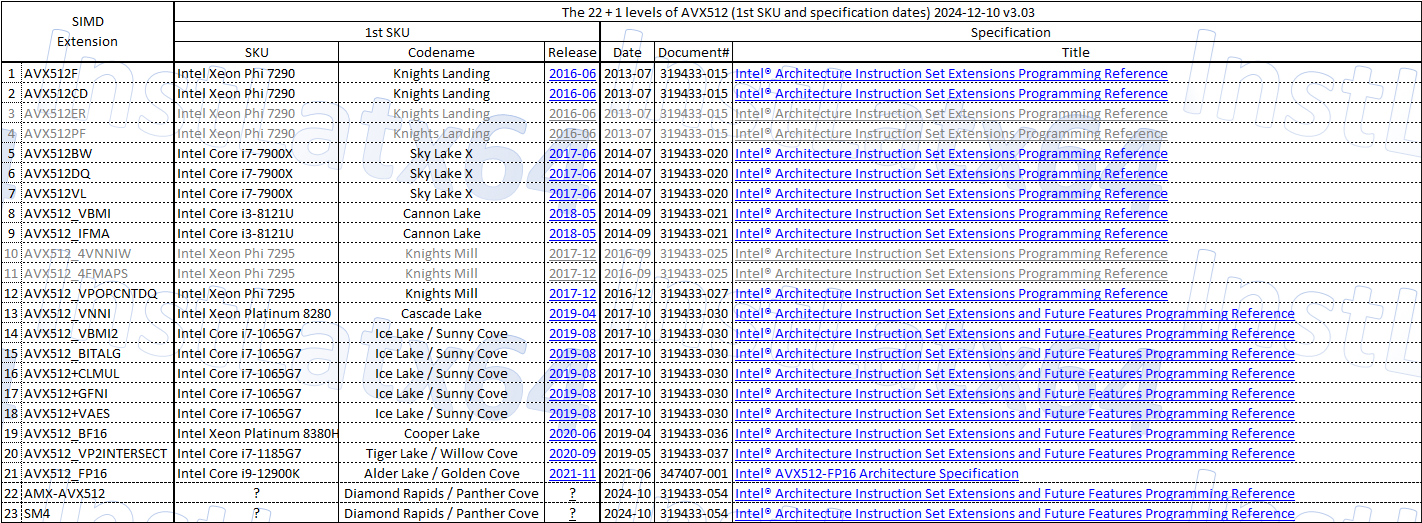 The 22 + 1 levels of AVX512 (1st SKU and specification dates) 2024-12-10 v3.03
SIMD Extension
1st SKU Specification
SKU Codename Release Date Document# Title
1 AVX512F Intel Xeon Phi 7290 Knights Landing 2016-06 2013-07 319433-015 Intel® Architecture Instruction Set Extensions Programming Reference
2 AVX512CD Intel Xeon Phi 7290 Knights Landing 2016-06 2013-07 319433-015 Intel® Architecture Instruction Set Extensions Programming Reference
3 AVX512ER Intel Xeon Phi 7290 Knights Landing 2016-06 2013-07 319433-015 Intel® Architecture Instruction Set Extensions Programming Reference
4 AVX512PF Intel Xeon Phi 7290 Knights Landing 2016-06 2013-07 319433-015 Intel® Architecture Instruction Set Extensions Programming Reference
5 AVX512BW Intel Core i7-7900X Sky Lake X 2017-06 2014-07 319433-020 Intel® Architecture Instruction Set Extensions Programming Reference
6 AVX512DQ Intel Core i7-7900X Sky Lake X 2017-06 2014-07 319433-020 Intel® Architecture Instruction Set Extensions Programming Reference
7 AVX512VL Intel Core i7-7900X Sky Lake X 2017-06 2014-07 319433-020 Intel® Architecture Instruction Set Extensions Programming Reference
8 AVX512_VBMI Intel Core i3-8121U Cannon Lake 2018-05 2014-09 319433-021 Intel® Architecture Instruction Set Extensions Programming Reference
9 AVX512_IFMA Intel Core i3-8121U Cannon Lake 2018-05 2014-09 319433-021 Intel® Architecture Instruction Set Extensions Programming Reference
10 AVX512_4VNNIW Intel Xeon Phi 7295 Knights Mill 2017-12 2016-09 319433-025 Intel® Architecture Instruction Set Extensions Programming Reference
11 AVX512_4FMAPS Intel Xeon Phi 7295 Knights Mill 2017-12 2016-09 319433-025 Intel® Architecture Instruction Set Extensions Programming Reference
12 AVX512_VPOPCNTDQ Intel Xeon Phi 7295 Knights Mill 2017-12 2016-12 319433-027 Intel® Architecture Instruction Set Extensions Programming Reference
13 AVX512_VNNI Intel Xeon Platinum 8280 Cascade Lake 2019-04 2017-10 319433-030 Intel® Architecture Instruction Set Extensions and Future Features Programming Reference
14 AVX512_VBMI2 Intel Core i7-1065G7 Ice Lake / Sunny Cove 2019-08 2017-10 319433-030 Intel® Architecture Instruction Set Extensions and Future Features Programming Reference
15 AVX512_BITALG Intel Core i7-1065G7 Ice Lake / Sunny Cove 2019-08 2017-10 319433-030 Intel® Architecture Instruction Set Extensions and Future Features Programming Reference
16 AVX512+CLMUL Intel Core i7-1065G7 Ice Lake / Sunny Cove 2019-08 2017-10 319433-030 Intel® Architecture Instruction Set Extensions and Future Features Programming Reference
17 AVX512+GFNI Intel Core i7-1065G7 Ice Lake / Sunny Cove 2019-08 2017-10 319433-030 Intel® Architecture Instruction Set Extensions and Future Features Programming Reference
18 AVX512+VAES Intel Core i7-1065G7 Ice Lake / Sunny Cove 2019-08 2017-10 319433-030 Intel® Architecture Instruction Set Extensions and Future Features Programming Reference
19 AVX512_BF16 Intel Xeon Platinum 8380H Cooper Lake 2020-06 2019-04 319433-036 Intel® Architecture Instruction Set Extensions and Future Features Programming Reference
20 AVX512_VP2INTERSECT Intel Core i7-1185G7 Tiger Lake / Willow Cove 2020-09 2019-05 319433-037 Intel® Architecture Instruction Set Extensions and Future Features Programming Reference
21 AVX512_FP16 Intel Core i9-12900K Alder Lake / Golden Cove 2021-11 2021-06 347407-001 Intel® AVX512-FP16 Architecture Specification
22 AMX-AVX512 ? Diamond Rapids / Panther Cove ? 2024-10 319433-054 Intel® Architecture Instruction Set Extensions and Future Features Programming Reference
23 SM4 ? Diamond Rapids / Panther Cove ? 2024-10 319433-054 Intel® Architecture Instruction Set Extensions and Future Features Programming Reference